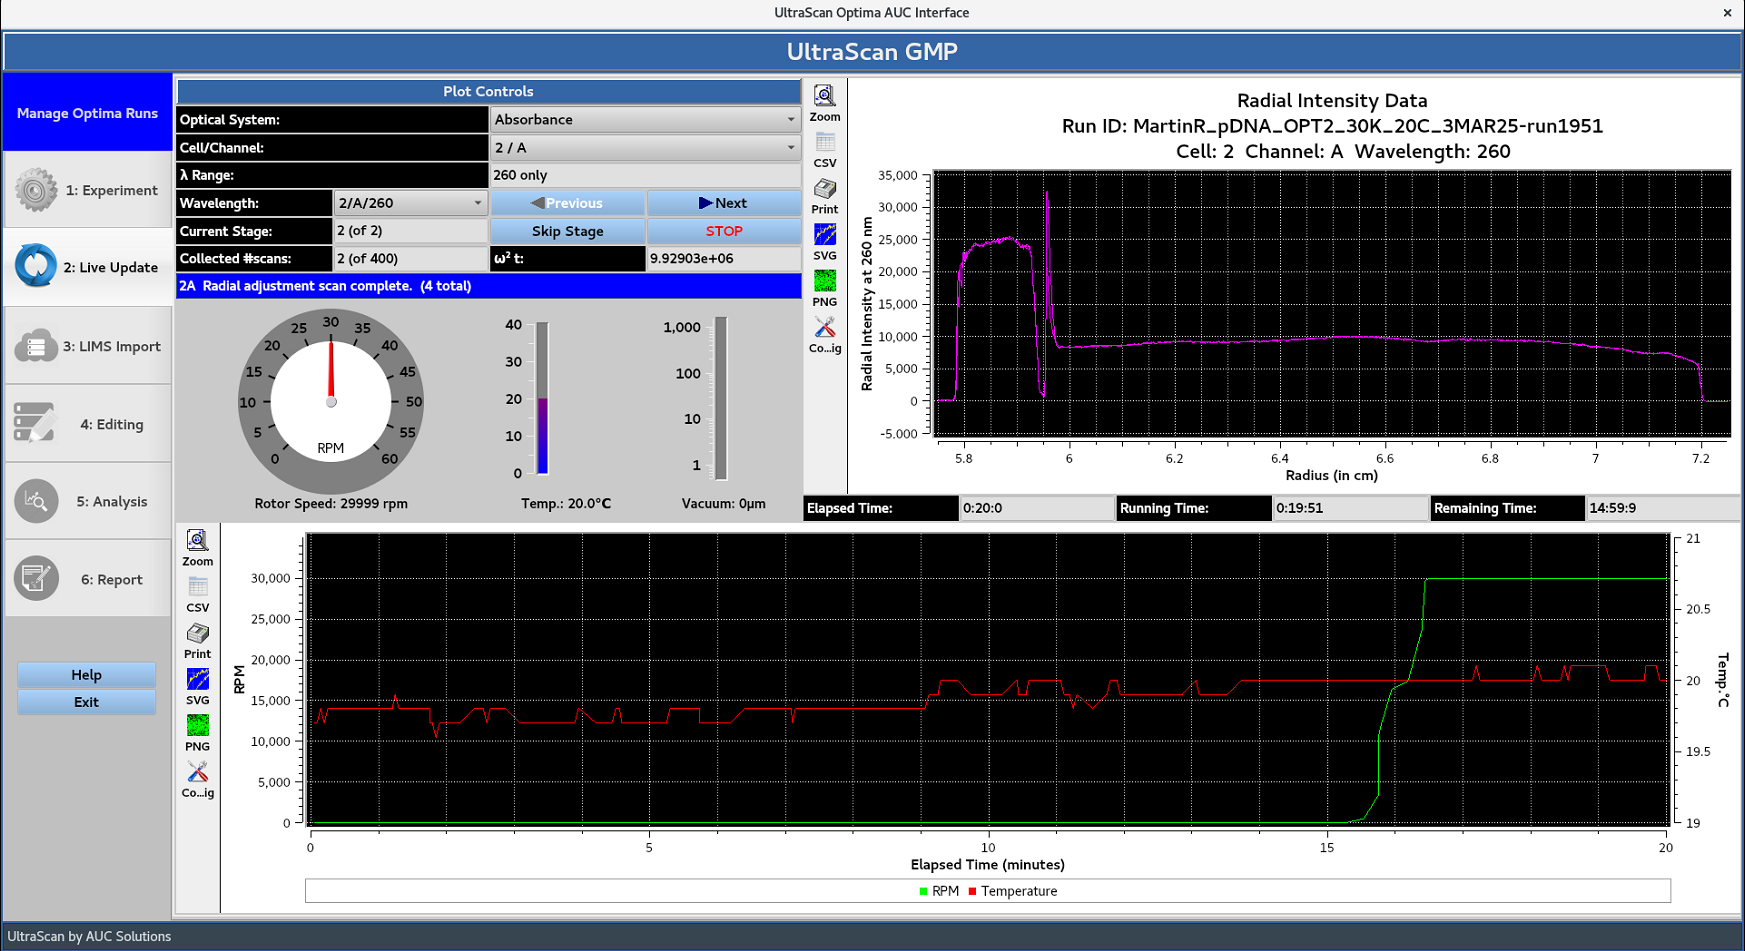 UltraScan Optima AUC Interface
×
UltraScan GMP
Manage Optima Runs
1: Experiment
2: Live Update
3: LIMS Import
4: Editing
5: Analysis
6: Report
Help
Exit
Plot Controls
Optical System: Absorbance
Cell/Channel: 2 / A
λ Range: 260 only
Wavelength: 2/A/260 Previous Next
Current Stage: 2 (of 2) Skip Stage STOP
Collected #scans: 2 (of 400) ω² t: 9.92903e+06
2A Radial adjustment scan complete. (4 total)
0
5
10
15
20
25
30
35
40
45
50
55
60
RPM
Rotor Speed: 29999 rpm
40
30
20
10
0
Temp.: 20.0℃
1,000
100
10
1
Vacuum: 0μm
Zoom
CSV
Print
SVG
PNG
Co...ig
Radial Intensity Data
Run ID: MartinR_pDNA_OPT2_30K_20C_3MAR25-run1951
Cell: 2 Channel: A Wavelength: 260
Radial Intensity at 260 nm
35,000
30,000
25,000
20,000
15,000
10,000
5,000
0
-5,000
5.8 6 6.2 6.4 6.6 6.8 7 7.2
Radius (in cm)
Elapsed Time: 0:20:0 Running Time: 0:19:51 Remaining Time: 14:59:9
Zoom
CSV
Print
SVG
PNG
Co...ig
RPM
30,000
25,000
20,000
15,000
10,000
5,000
0
21
20.5
20
19.5
19
Temp.℃
0 5 10 15 20
Elapsed Time (minutes)
RPM Temperature
UltraScan by AUC Solutions